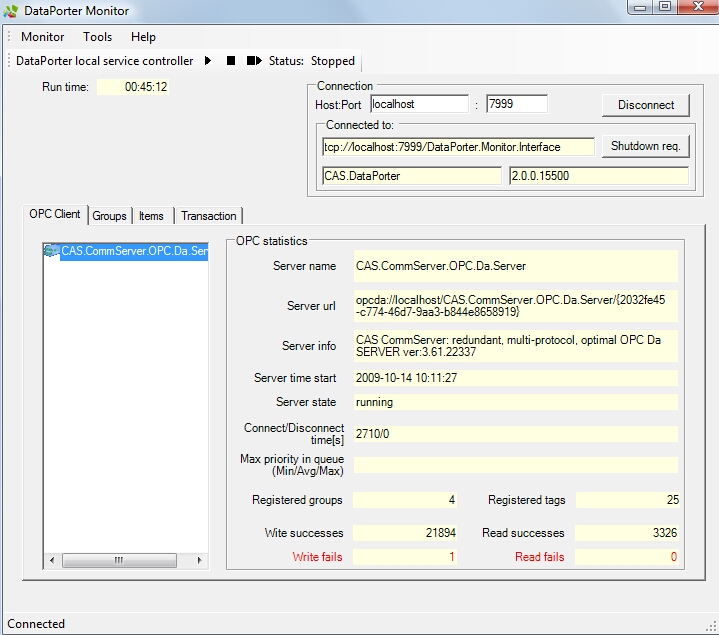 DataPorter Monitor
Monitor Tools Help
DataPorter local service controller Status: Stopped
Run time: 00:45:12
Connection
Host:Port localhost : 7999 Disconnect
Connected to:
tcp://localhost:7999/DataPorter.Monitor.Interface Shutdown req.
CAS.DataPorter 2.0.0.15500
OPC Client Groups Items Transaction
CAS.CommServer.OPC.Da.Ser
OPC statistics
Server name CAS.CommServer.OPC.Da.Server
Server url opcda://localhost/CAS.CommServer.OPC.Da.Server/{2032fe45
-c774-46d7-9aa3-b844e8658919}
Server info CAS CommServer: redundant, multi-protocol, optimal OPC Da
SERVER ver:3.61.22337
Server time start 2009-10-14 10:11:27
Server state running
Connect/Disconnect
time[s] 2710/0
Max priority in queue
(Min/Avg/Max)
Registered groups 4 Registered tags 25
Wite successes 21894 Read successes 3326
Write fails 1 Read fails 0
Connected